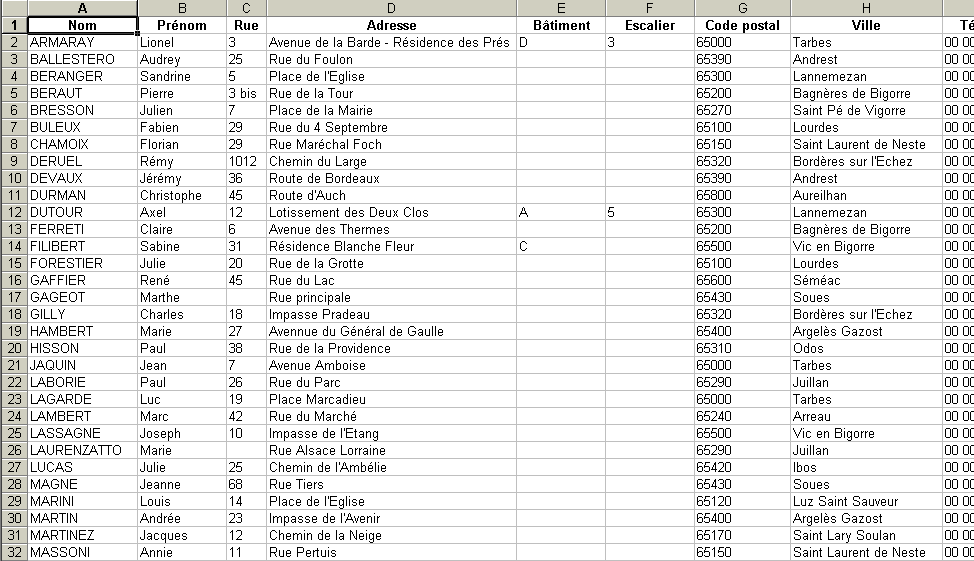 A B C D E F G H
1 Nom Prénom Rue Adresse Bâtiment Escalier Code postal Ville Té
2 ARMARAY Lionel 3 Avenue de la Barde - Résidence des Prés D 3 65000 Tarbes 00 00
3 BALLESTERO Audrey 25 Rue du Foulon 65390 Andrest 00 00
4 BERANGER Sandrine 5 Place de l'Eglise 65300 Lannemezan 00 00
5 BERAUT Pierre 3 bis Rue de la Tour 65200 Bagnères de Bigorre 00 00
6 BRESSON Julien 7 Place de la Mairie 65270 Saint Pé de Vigorre 00 00
7 BULEUX Fabien 29 Rue du 4 Septembre 65100 Lourdes 00 00
8 CHAMOIX Florian 29 Rue Maréchal Foch 65150 Saint Laurent de Neste 00 00
9 DERUEL Rémy 1012 Chemin du Large 65320 Bordères sur l'Echez 00 00
10 DEVAUX Jérémy 36 Route de Bordeaux 65390 Andrest 00 00
11 DURMAN Christophe 45 Route d'Auch 65800 Aureilhan 00 00
12 DUTOUR Axel 12 Lotissement des Deux Clos A 5 65300 Lannemezan 00 00
13 FERRETI Claire 6 Avenue des Thermes 65200 Bagnères de Bigorre 00 00
14 FILIBERT Sabine 31 Résidence Blanche Fleur C 65500 Vic en Bigorre 00 00
15 FORESTIER Julie 20 Rue de la Grotte 65100 Lourdes 00 00
16 GAFFIER René 45 Rue du Lac 65600 Séméac 00 00
17 GAGEOT Marthe Rue principale 65430 Soues 00 00
18 GILLY Charles 18 Impasse Pradeau 65320 Bordères sur l'Echez 00 00
19 HAMBERT Marie 27 Avennue du Général de Gaulle 65400 Argelès Gazost 00 00
20 HISSON Paul 38 Rue de la Providence 65310 Odos 00 00
21 JAQUIN Jean 7 Avenue Amboise 65000 Tarbes 00 00
22 LABORIE Paul 26 Rue du Parc 65290 Juillan 00 00
23 LAGARDE Luc 19 Place Marcadieu 65000 Tarbes 00 00
24 LAMBERT Marc 42 Rue du Marché 65240 Arreau 00 00
25 LASSAGNE Joseph 10 Impasse de l'Etang 65500 Vic en Bigorre 00 00
26 LAURENZATTO Marie Rue Alsace Lorraine 65290 Juillan 00 00
27 LUCAS Julie 25 Chemin de l'Ambélie 65420 Ibos 00 00
28 MAGNE Jeanne 68 Rue Tiers 65430 Soues 00 00
29 MARINI Louis 14 Place de l'Eglise 65120 Luz Saint Sauveur 00 00
30 MARTIN Andrée 23 Impasse de l'Avenir 65400 Argelès Gazost 00 00
31 MARTINEZ Jacques 12 Chemin de la Neige 65170 Saint Lary Soulan 00 00
32 MASSONI Annie 11 Rue Pertuis 65150 Saint Laurent de Neste 00 00